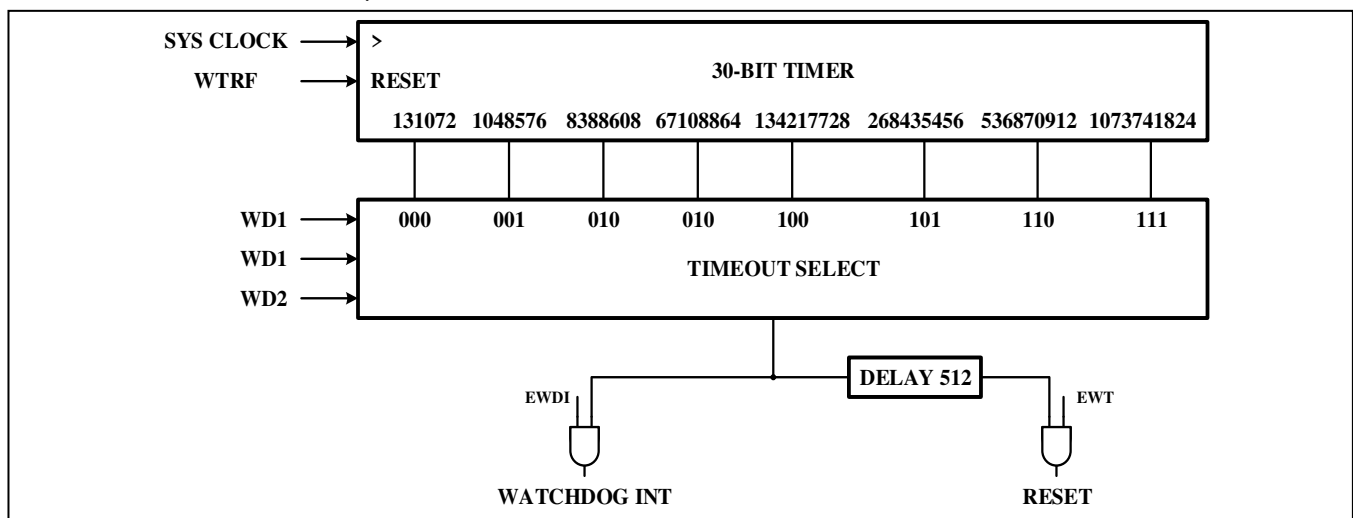 SYS CLOCK >
30-BIT TIMER
WTRF RESET
131072 1048576 8388608 67108864 134217728 268435456 536870912 1073741824
WD1 000 001 010 010 100 101 110 111
WD1 TIMEOUT SELECT
WD2
DELAY 512
EWDI EWT
WATCHDOG INT RESET